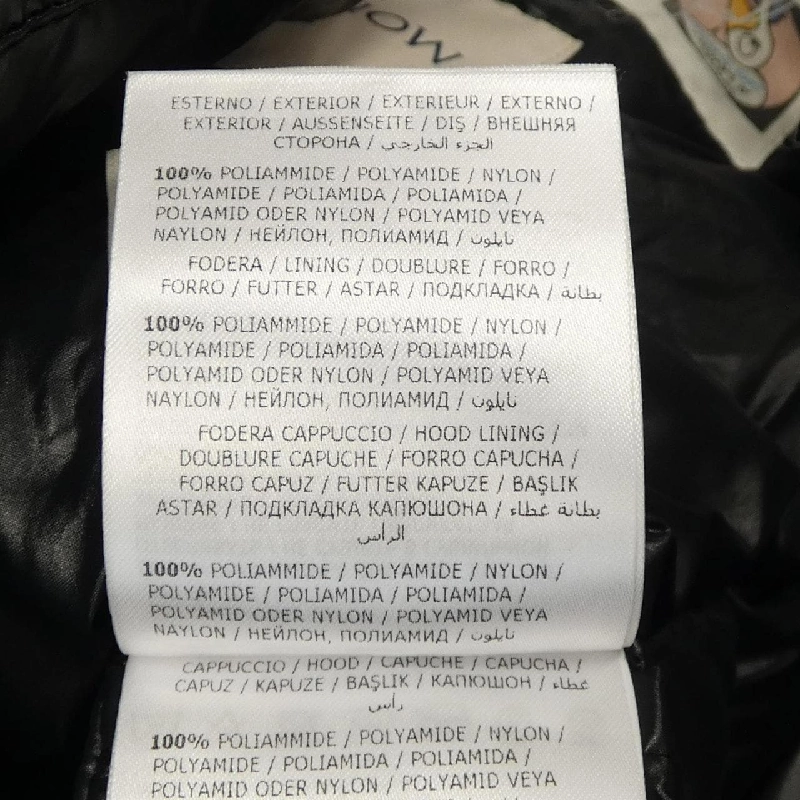 MON
ESTERNO / EXTERIOR / EXTERIEUR / EXTERNO /
EXTERIOR / AUSSENSEITE / DIŞ / ВНЕШНЯЯ
СТОРОНА / الجزء الخارجي
100% POLIAMMIDE / POLYAMIDE / NYLON /
POLYAMIDE / POLIAMIDA / POLIAMIDA /
POLYAMID ODER NYLON / POLYAMID VEYA
NAYLON / НЕЙЛОН, ПОЛИАМИД / نايلون
FODERA / LINING / DOUBLURE / FORRO /
FORRO / FUTTER / ASTAR / ПОДКЛАДКА / بطانة
100% POLIAMMIDE / POLYAMIDE / NYLON /
POLYAMIDE / POLIAMIDA / POLIAMIDA /
POLYAMID ODER NYLON / POLYAMID VEYA
NAYLON / НЕЙЛОН, ПОЛИАМИД / نايلون
FODERA CAPPUCCIO / HOOD LINING /
DOUBLURE CAPUCHE / FORRO CAPUCHA /
FORRO CAPUZ / FUTTER KAPUZE / BAŞLIK
ASTAR / ПОДКЛАДКА КАПЮШОНА / بطانة غطاء
الرأس
100% POLIAMMIDE / POLYAMIDE / NYLON /
POLYAMIDE / POLIAMIDA / POLIAMIDA /
POLYAMID ODER NYLON / POLYAMID VEYA
NAYLON / НЕЙЛОН, ПОЛИАМИД / نايلون
CAPPUCCIO / HOOD / CAPUCHE / CAPUCHA /
CAPUZ / KAPUZE / BAŞLIK / КАПЮШОН / غطاء
رأس
100% POLIAMMIDE / POLYAMIDE / NYLON /
POLYAMIDE / POLIAMIDA / POLIAMIDA /
POLYAMID ODER NYLON / POLYAMID VEYA